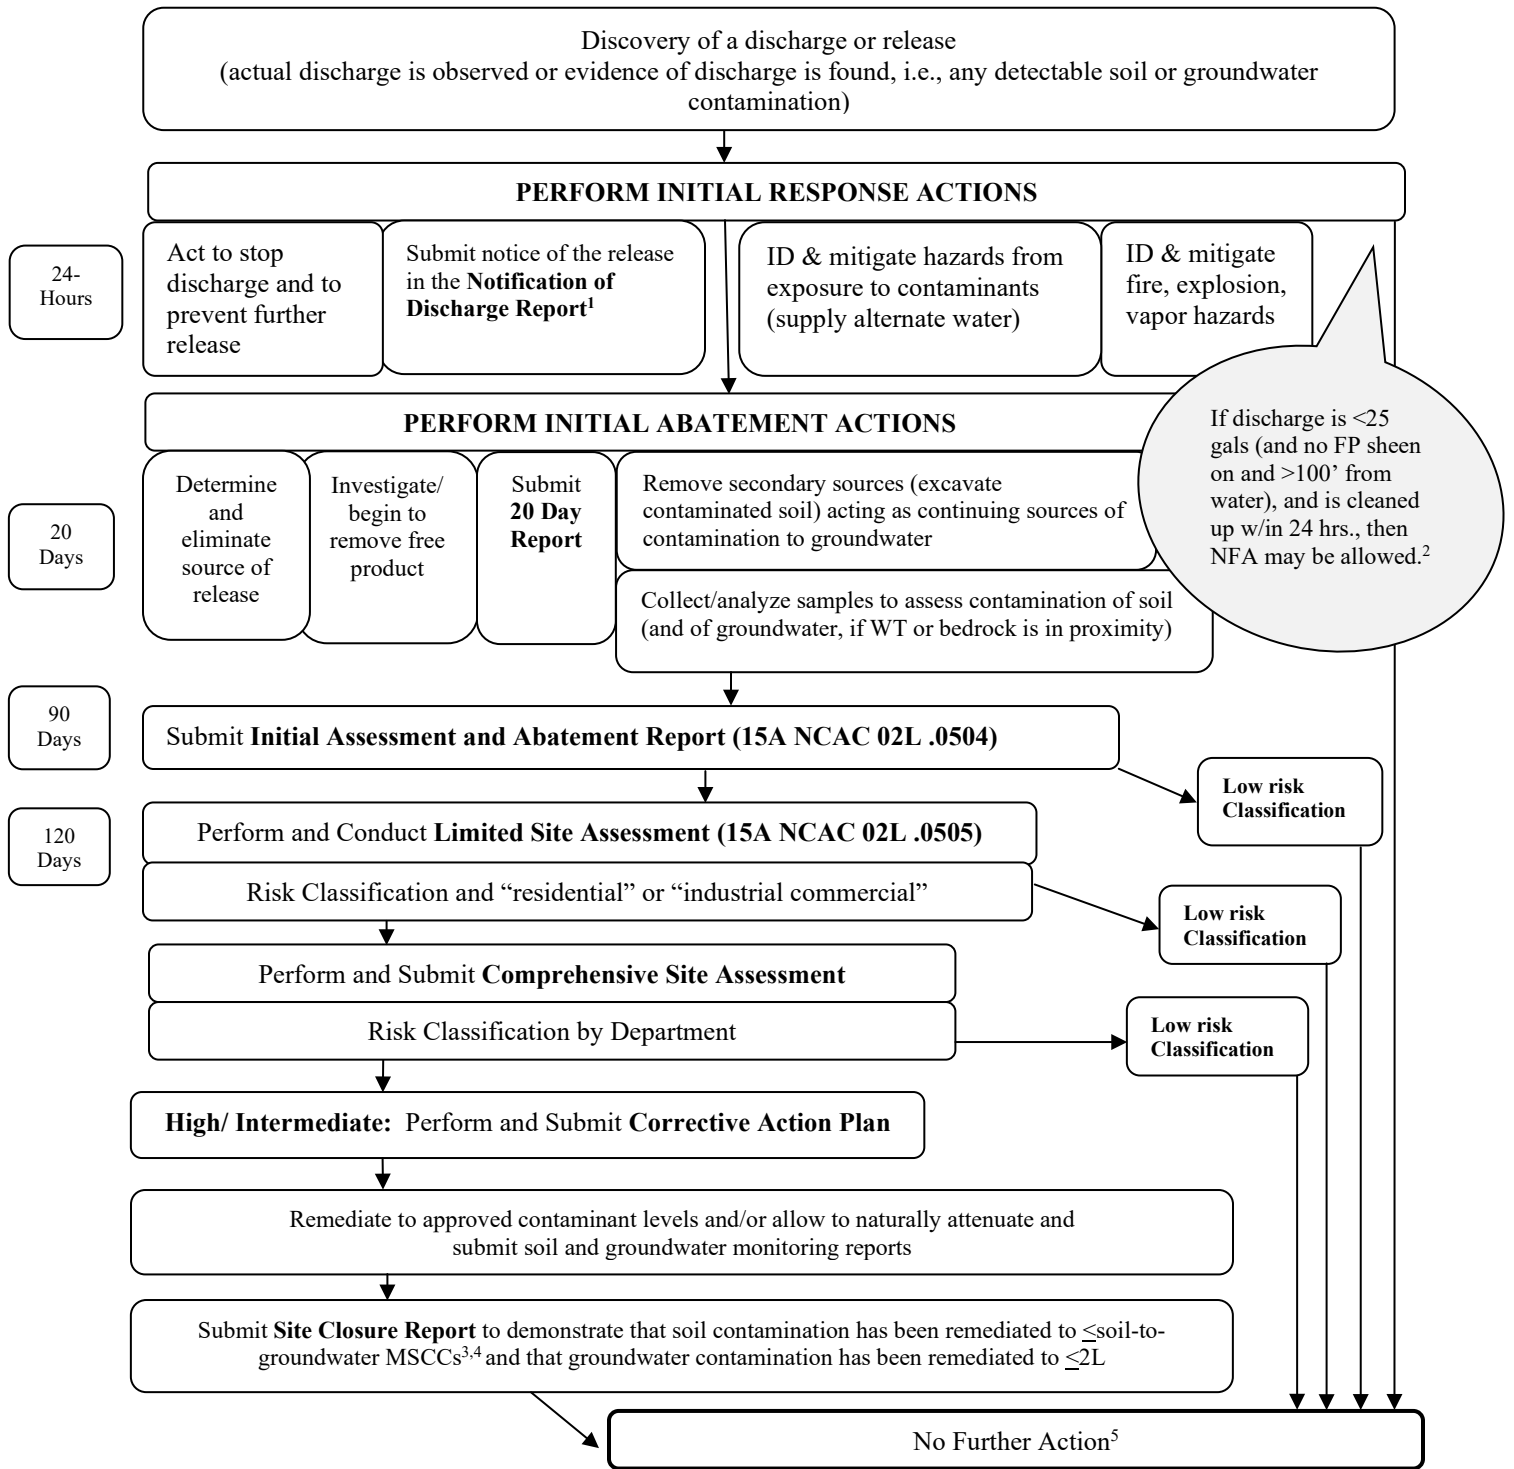 Discovery of a discharge or release
(actual discharge is observed or evidence of discharge is found, i.e., any detectable soil or groundwater
contamination)
PERFORM INITIAL RESPONSE ACTIONS
24-
Hours
Act to stop
discharge and to
prevent further
release
Submit notice of the release
in the Notification of
Discharge Report1
ID & mitigate hazards from
exposure to contaminants
(supply alternate water)
ID & mitigate
fire, explosion,
vapor hazards
If discharge is <25
gals (and no FP sheen
on and >100’ from
water), and is cleaned
up w/in 24 hrs., then
NFA may be allowed.2
PERFORM INITIAL ABATEMENT ACTIONS
20
Days
Determine
and
eliminate
source of
release
Investigate/
begin to
remove free
product
Submit
20 Day
Report
Remove secondary sources (excavate
contaminated soil) acting as continuing sources of
contamination to groundwater
Collect/analyze samples to assess contamination of soil
(and of groundwater, if WT or bedrock is in proximity)
90
Days
Submit Initial Assessment and Abatement Report (15A NCAC 02L .0504)
Low risk
Classification
120
Days
Perform and Conduct Limited Site Assessment (15A NCAC 02L .0505)
Risk Classification and “residential” or “industrial commercial”
Low risk
Classification
Perform and Submit Comprehensive Site Assessment
Risk Classification by Department
Low risk
Classification
High/ Intermediate: Perform and Submit Corrective Action Plan
Remediate to approved contaminant levels and/or allow to naturally attenuate and
submit soil and groundwater monitoring reports
Submit Site Closure Report to demonstrate that soil contamination has been remediated to <soil-to-
groundwater MSCCs3,4 and that groundwater contamination has been remediated to <2L
No Further Action5